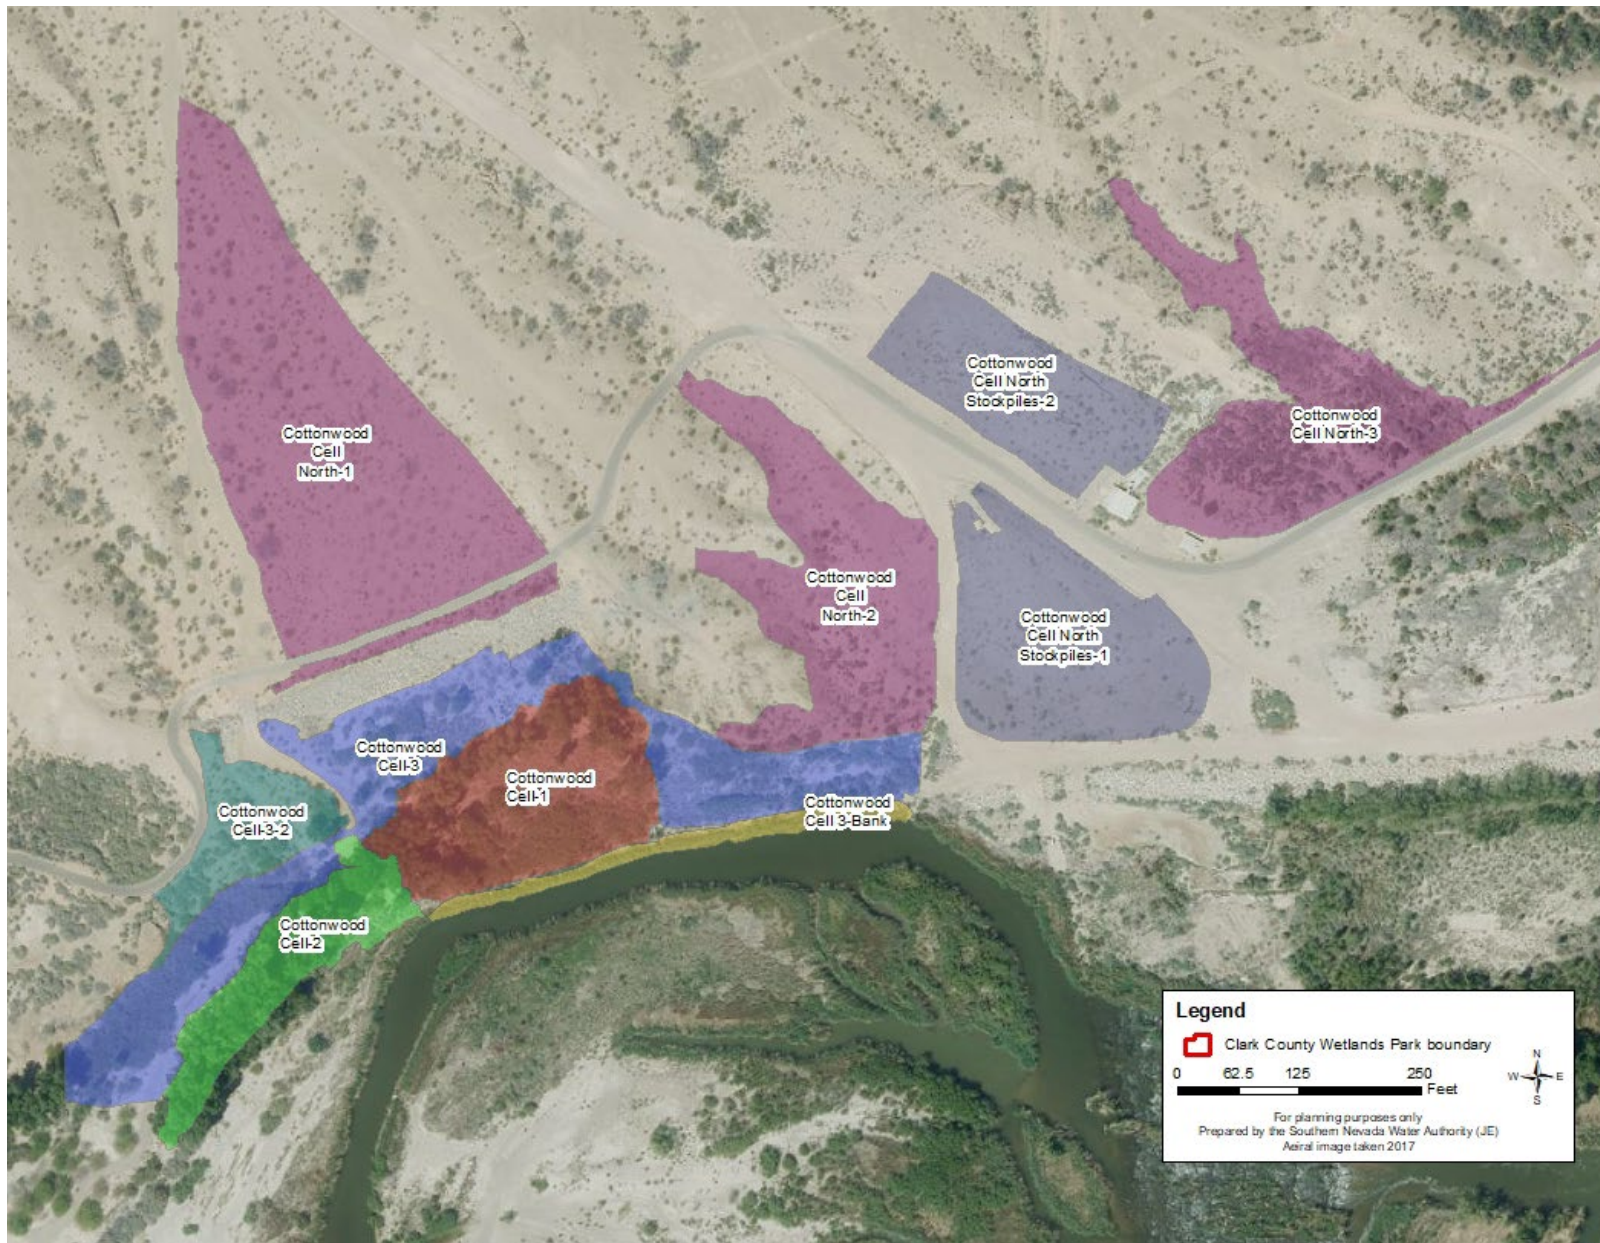 Cottonwood
Cell North
Stockpiles-2
Cottonwood
Cell North-3
Cottonwood
Cell
North-1
Cottonwood
Cell
North-2
Cottonwood
Cell North
Stockpiles-1
Cottonwood
Cell-3
Cottonwood
Cell-1
Cottonwood
Cell-3-2
Cottonwood
Cell 3-Bank
Cottonwood
Cell-2
Legend
Clark County Wetlands Park boundary
0 62.5 125 250
Feet
N
W E
S
For planning purposes only
Prepared by the Southern Nevada Water Authority (JE)
Aeiral image taken 2017